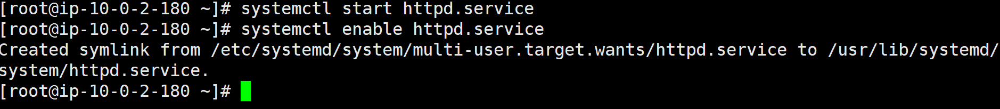 [root@ip-10-0-2-180 ~]# systemctl start httpd.service
[root@ip-10-0-2-180 ~]# systemctl enable httpd.service
Created symlink from /etc/systemd/system/multi-user.target.wants/httpd.service to /usr/lib/systemd/
system/httpd.service.
[root@ip-10-0-2-180 ~]#